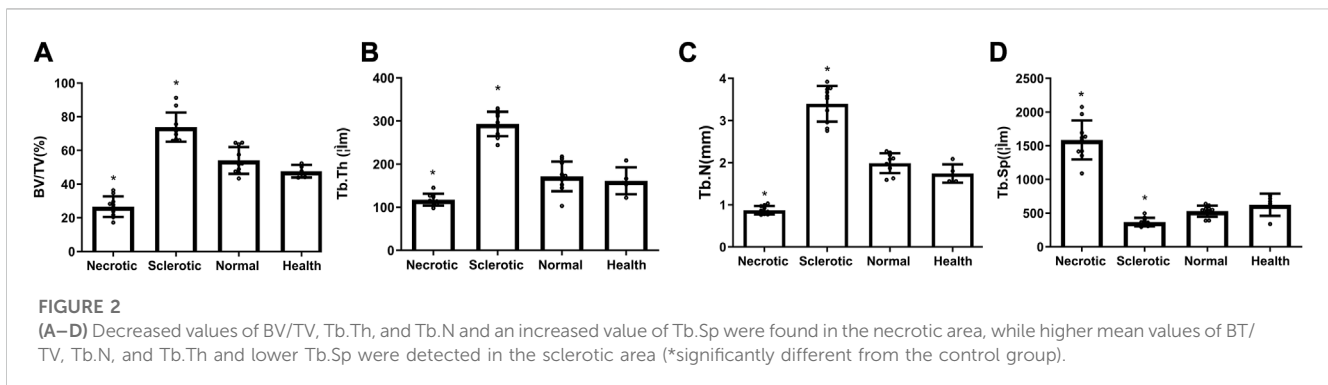 A
BV/TV(%)
100
80
60
40
20
0
*
*
Necrotic Sclerotic Normal Health
B
Tb.Th (¡Ìm)
400
300
200
100
0
*
*
Necrotic Sclerotic Normal Health
C
Tb.N(mm)
4
3
2
1
0
*
*
Necrotic Sclerotic Normal Health
D
Tb.Sp(¡Ìm)
2500
2000
1500
1000
500
0
*
*
Necrotic Sclerotic Normal Health
FIGURE 2
(A–D) Decreased values of BV/TV, Tb.Th, and Tb.N and an increased value of Tb.Sp were found in the necrotic area, while higher mean values of BT/
TV, Tb.N, and Tb.Th and lower Tb.Sp were detected in the sclerotic area (*significantly different from the control group).